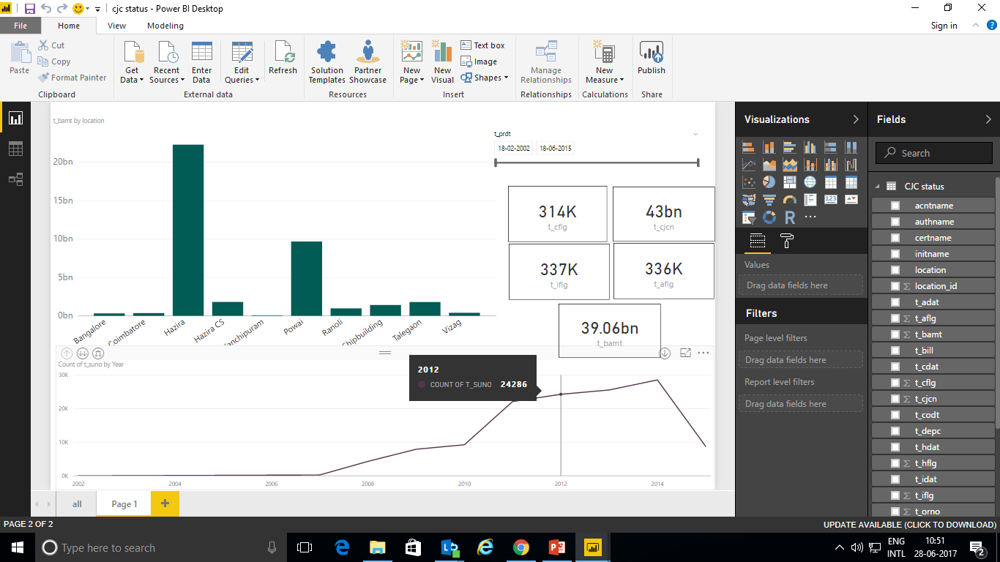 cjc status - Power BI Desktop
File Home View Modeling Sign in
Paste
Cut
Copy
Format Painter
Clipboard
Get Data
Recent Sources
Enter Data
Edit Queries
Refresh
External data
Solution Templates
Partner Showcase
Resources
New Page
New Visual
Text box
Image
Shapes
Insert
Manage Relationships
Relationships
New Measure
Calculations
Publish
Share
t_bamt by location
20bn
15bn
10bn
5bn
0bn
Bangalore
Coimbatore
Hazira
Hazira CS
Kanchipuram
Powai
Ranoli
Shipbuilding
Talegaon
Vizag
t_prdt
18-02-2002 18-06-2015
314K
t_cflg
43bn
t_cjcn
337K
t_iflg
336K
t_aflg
39.06bn
t_bamt
Count of t_suno by Year
30K
20K
10K
0K
2002 2004 2006 2008 2010 2012 2014
2012
COUNT OF T_SUNO 24286
all Page 1 +
Visualizations
R
Values
Drag data fields here
Filters
Page level filters
Drag data fields here
Report level filters
Drag data fields here
Fields
Search
CJC status
acntname
authname
certname
initname
location
Σ location_id
t_adat
Σ t_aflg
Σ t_bamt
t_bill
t_cdat
Σ t_cflg
Σ t_cjcn
t_codt
t_depc
t_hdat
Σ t_hflg
t_idat
Σ t_iflg
Σ t_orno
PAGE 2 OF 2
UPDATE AVAILABLE (CLICK TO DOWNLOAD)
Type here to search
ENG
INTL
10:51
28-06-2017
2